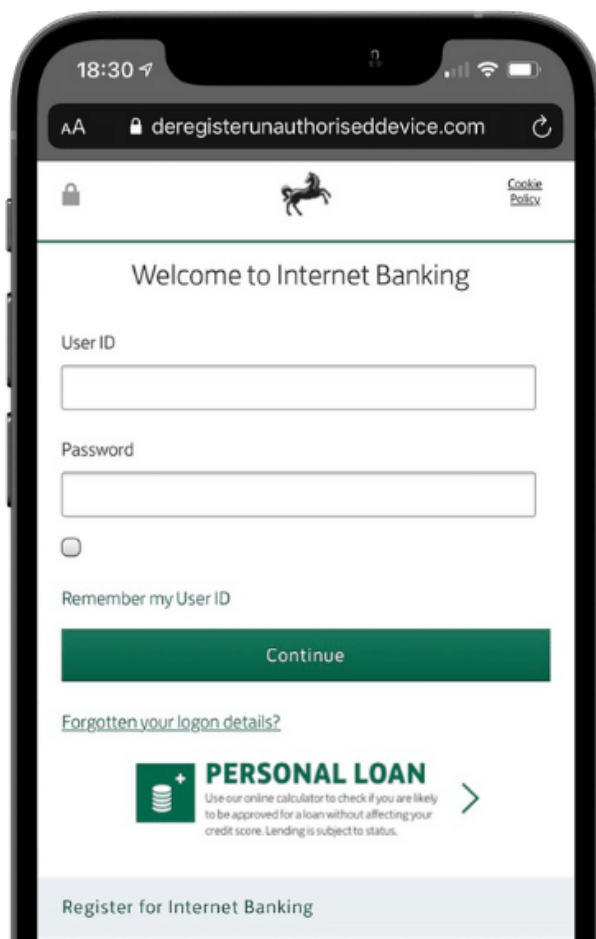 18:30
AA deregisterunauthoriseddevice.com
Cookie
Policy
Welcome to Internet Banking
User ID
Password
Remember my User ID
Continue
Forgotten your logon details?
PERSONAL LOAN
Use our online calculator to check if you are likely
to be approved for a loan without affecting your
credit score. Lending is subject to status.
Register for Internet Banking